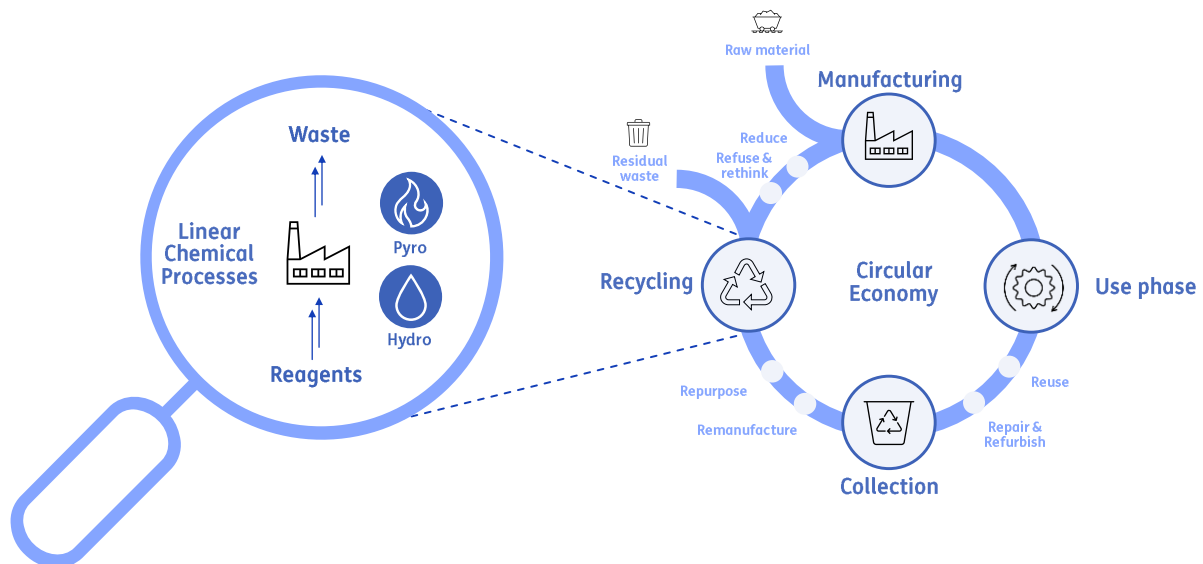 Waste
Linear
Chemical
Processes
Pyro
Hydro
Reagents
Raw material
Manufacturing
Reduce
Refuse &
rethink
Residual
waste
Recycling
Circular
Economy
Use phase
Repurpose
Remanufacture
Reuse
Repair &
Refurbish
Collection